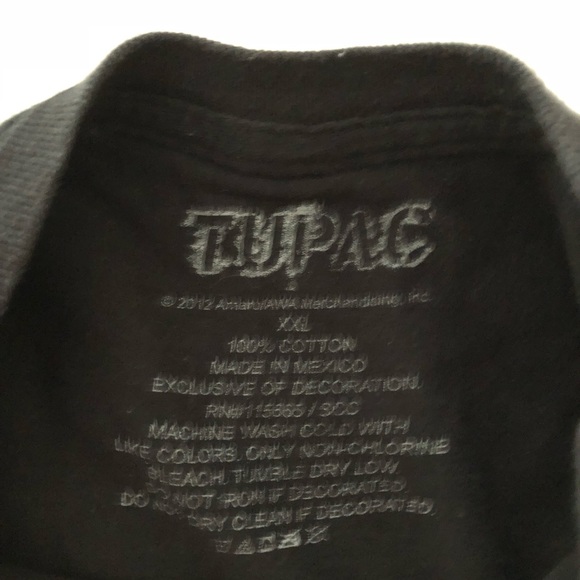 TUPAC
© 2012 Amaru/AWA Merchandising, Inc.
XXL
100% COTTON
MADE IN MEXICO
EXCLUSIVE OF DECORATION.
RN#115565 / SCC
MACHINE WASH COLD WITH
LIKE COLORS. ONLY NON-CHLORINE
BLEACH. TUMBLE DRY LOW.
DO NOT IRON IF DECORATED.
DO DRY CLEAN IF DECORATED.